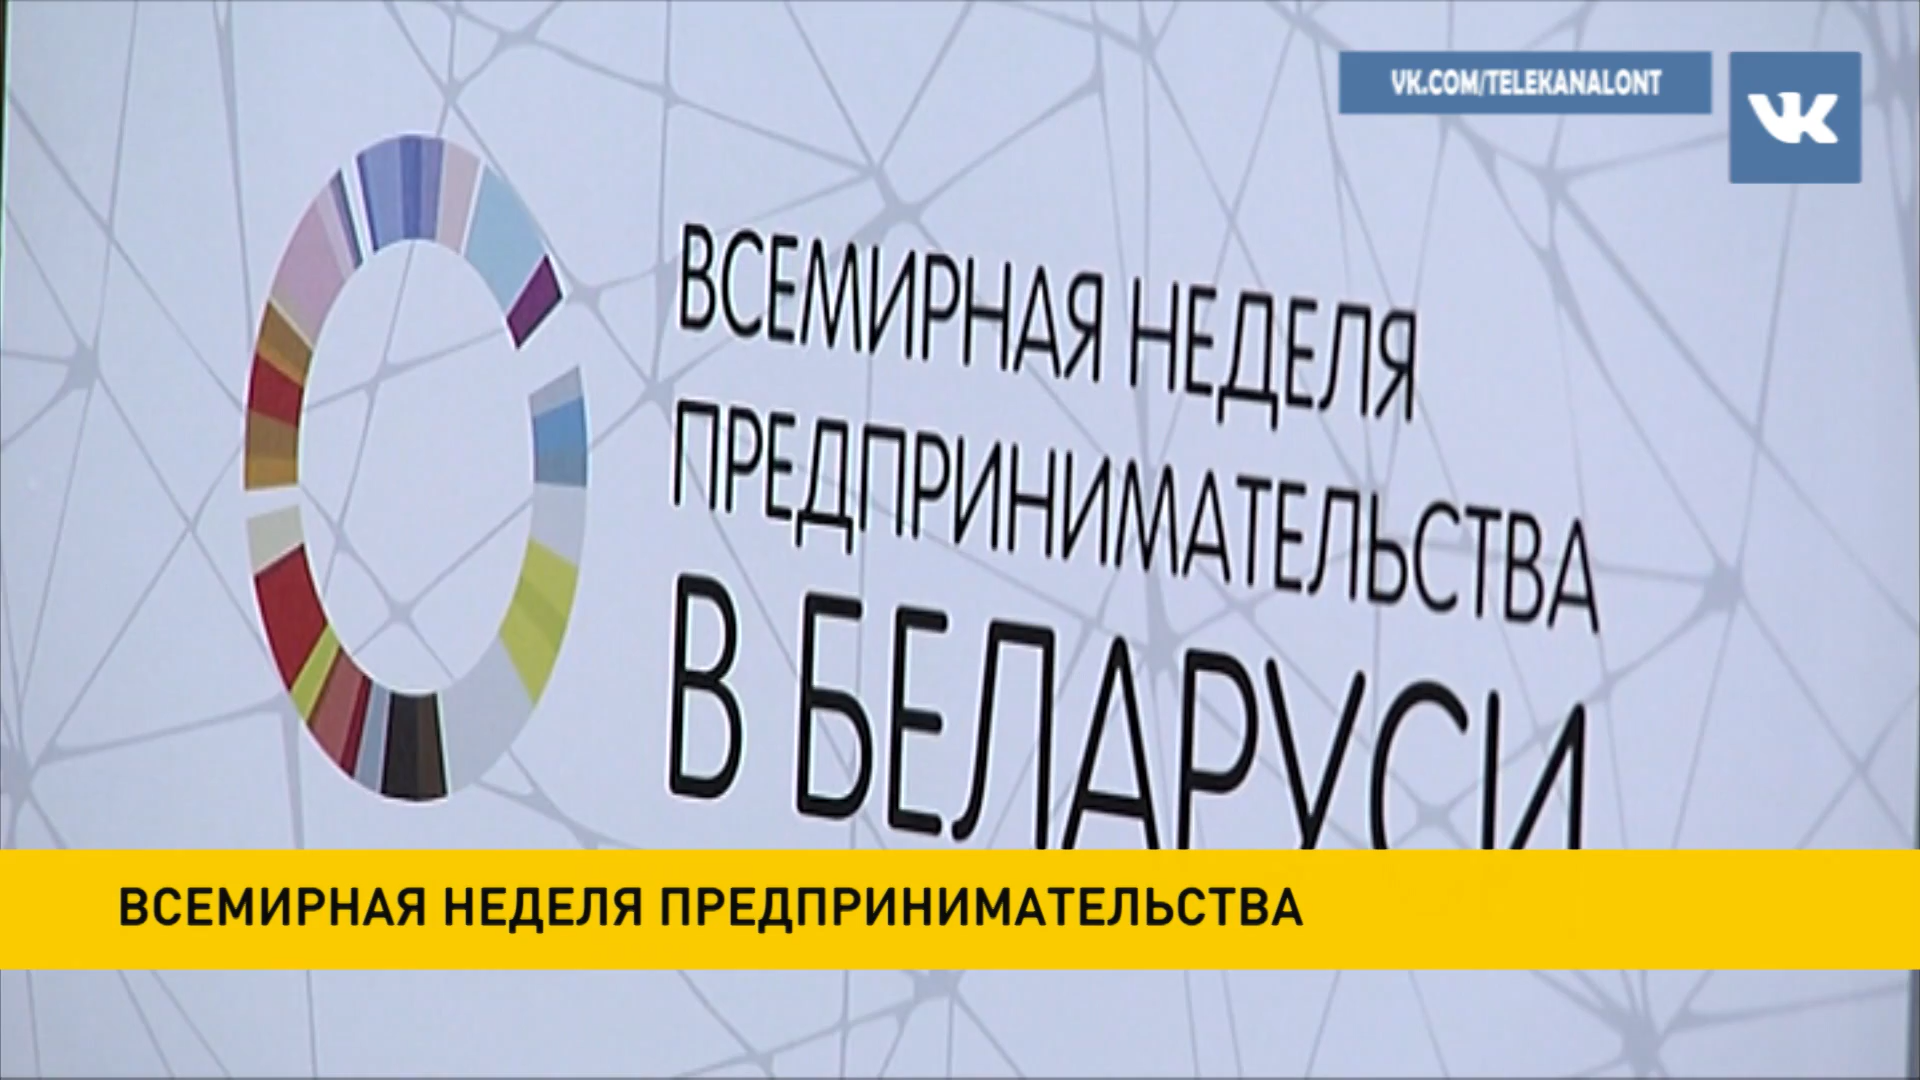 VK.COM/TELEKANALONT
ВСЕМИРНАЯ НЕДЕЛЯ
ПРЕДПРИНИМАТЕЛЬСТВА
В БЕЛАРУСИ
ВСЕМИРНАЯ НЕДЕЛЯ ПРЕДПРИНИМАТЕЛЬСТВА